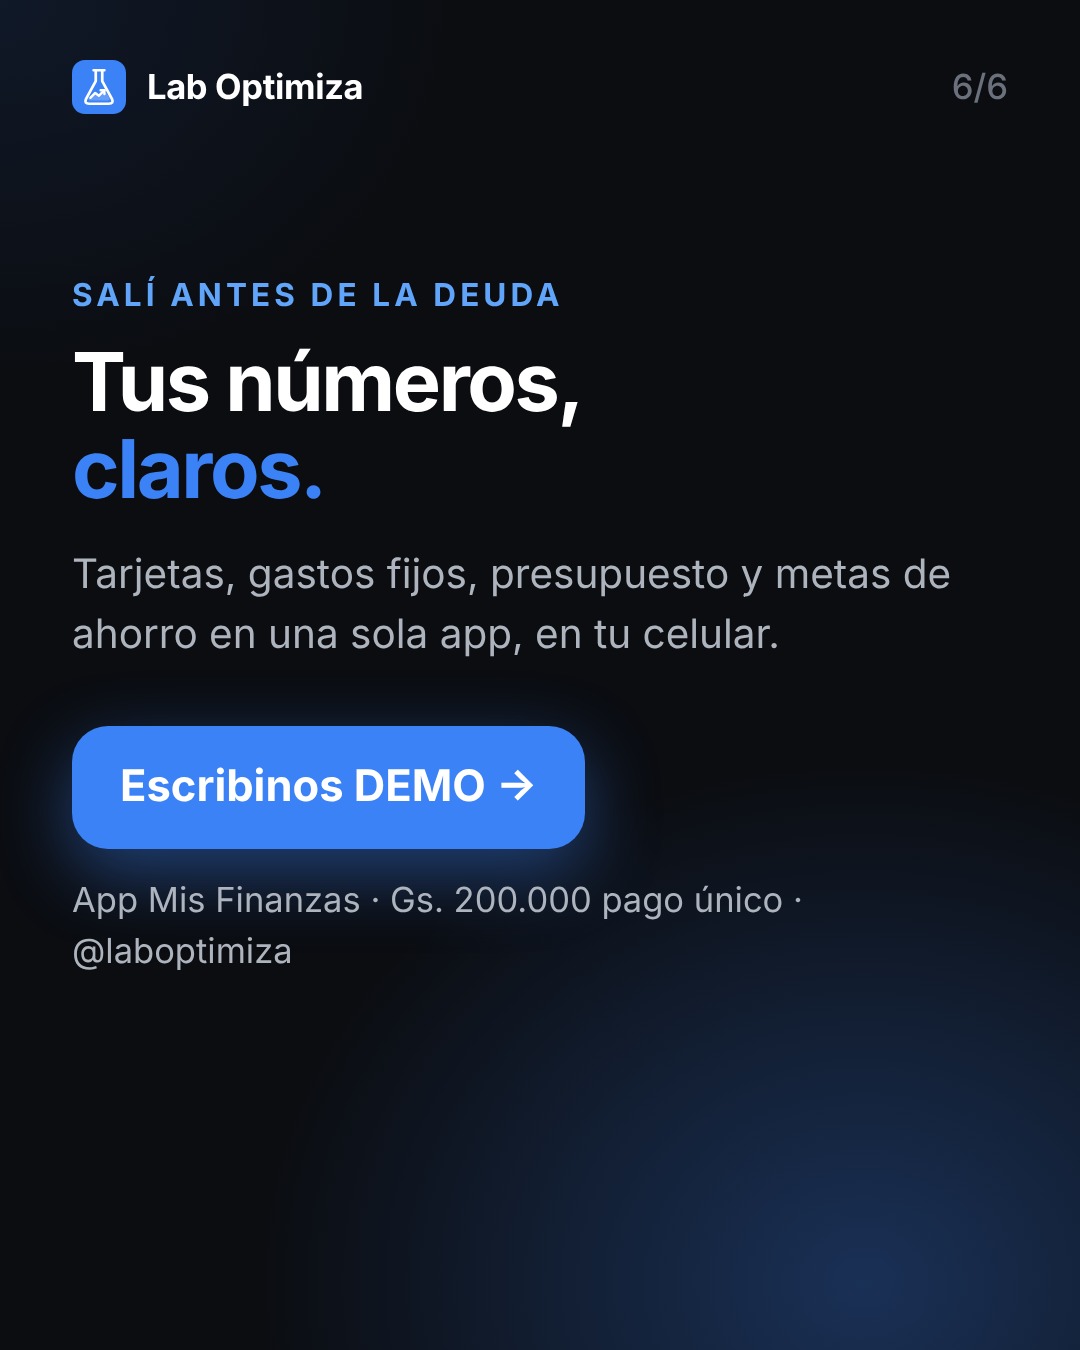 Lab Optimiza
6/6
SALÍ ANTES DE LA DEUDA
Tus números,
claros.
Tarjetas, gastos fijos, presupuesto y metas de
ahorro en una sola app, en tu celular.
Escribinos DEMO →
App Mis Finanzas · Gs. 200.000 pago único ·
@laboptimiza